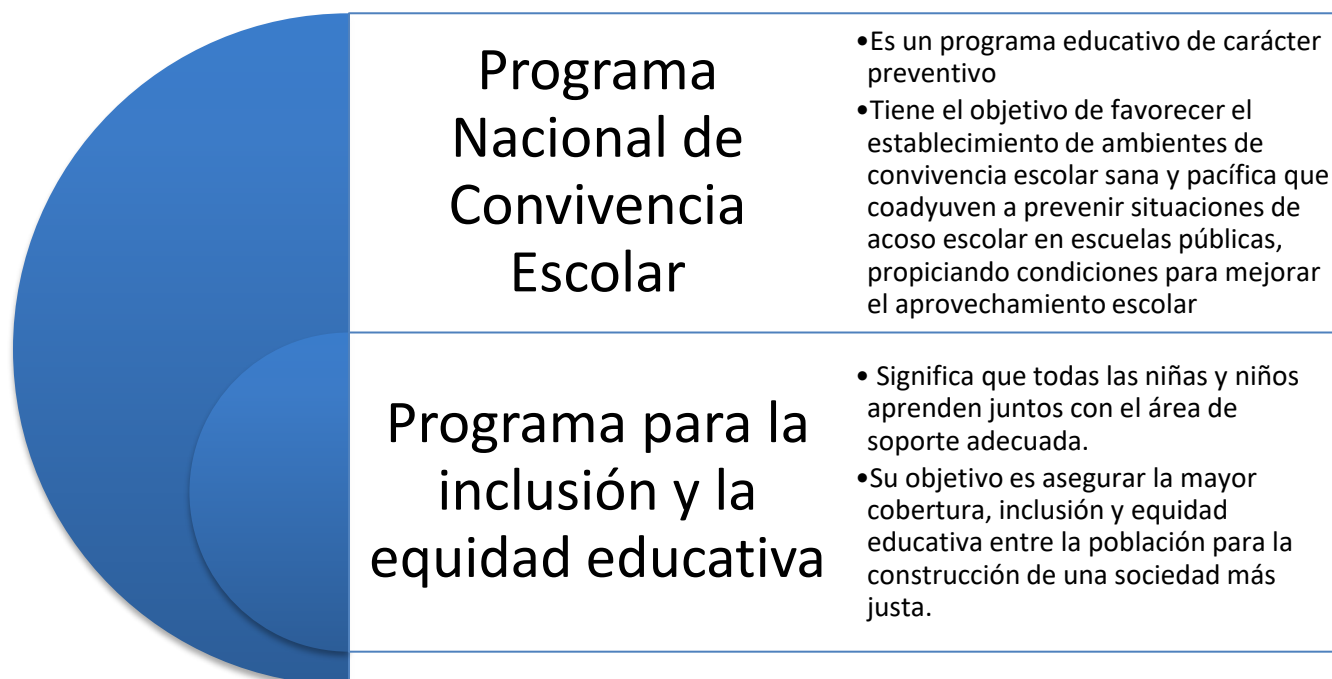 Programa
Nacional de
Convivencia
Escolar
•Es un programa educativo de carácter
preventivo
•Tiene el objetivo de favorecer el
establecimiento de ambientes de
convivencia escolar sana y pacífica que
coadyuven a prevenir situaciones de
acoso escolar en escuelas públicas,
propiciando condiciones para mejorar
el aprovechamiento escolar
Programa para la
inclusión y la
equidad educativa
• Significa que todas las niñas y niños
aprenden juntos con el área de
soporte adecuada.
•Su objetivo es asegurar la mayor
cobertura, inclusión y equidad
educativa entre la población para la
construcción de una sociedad más
justa.